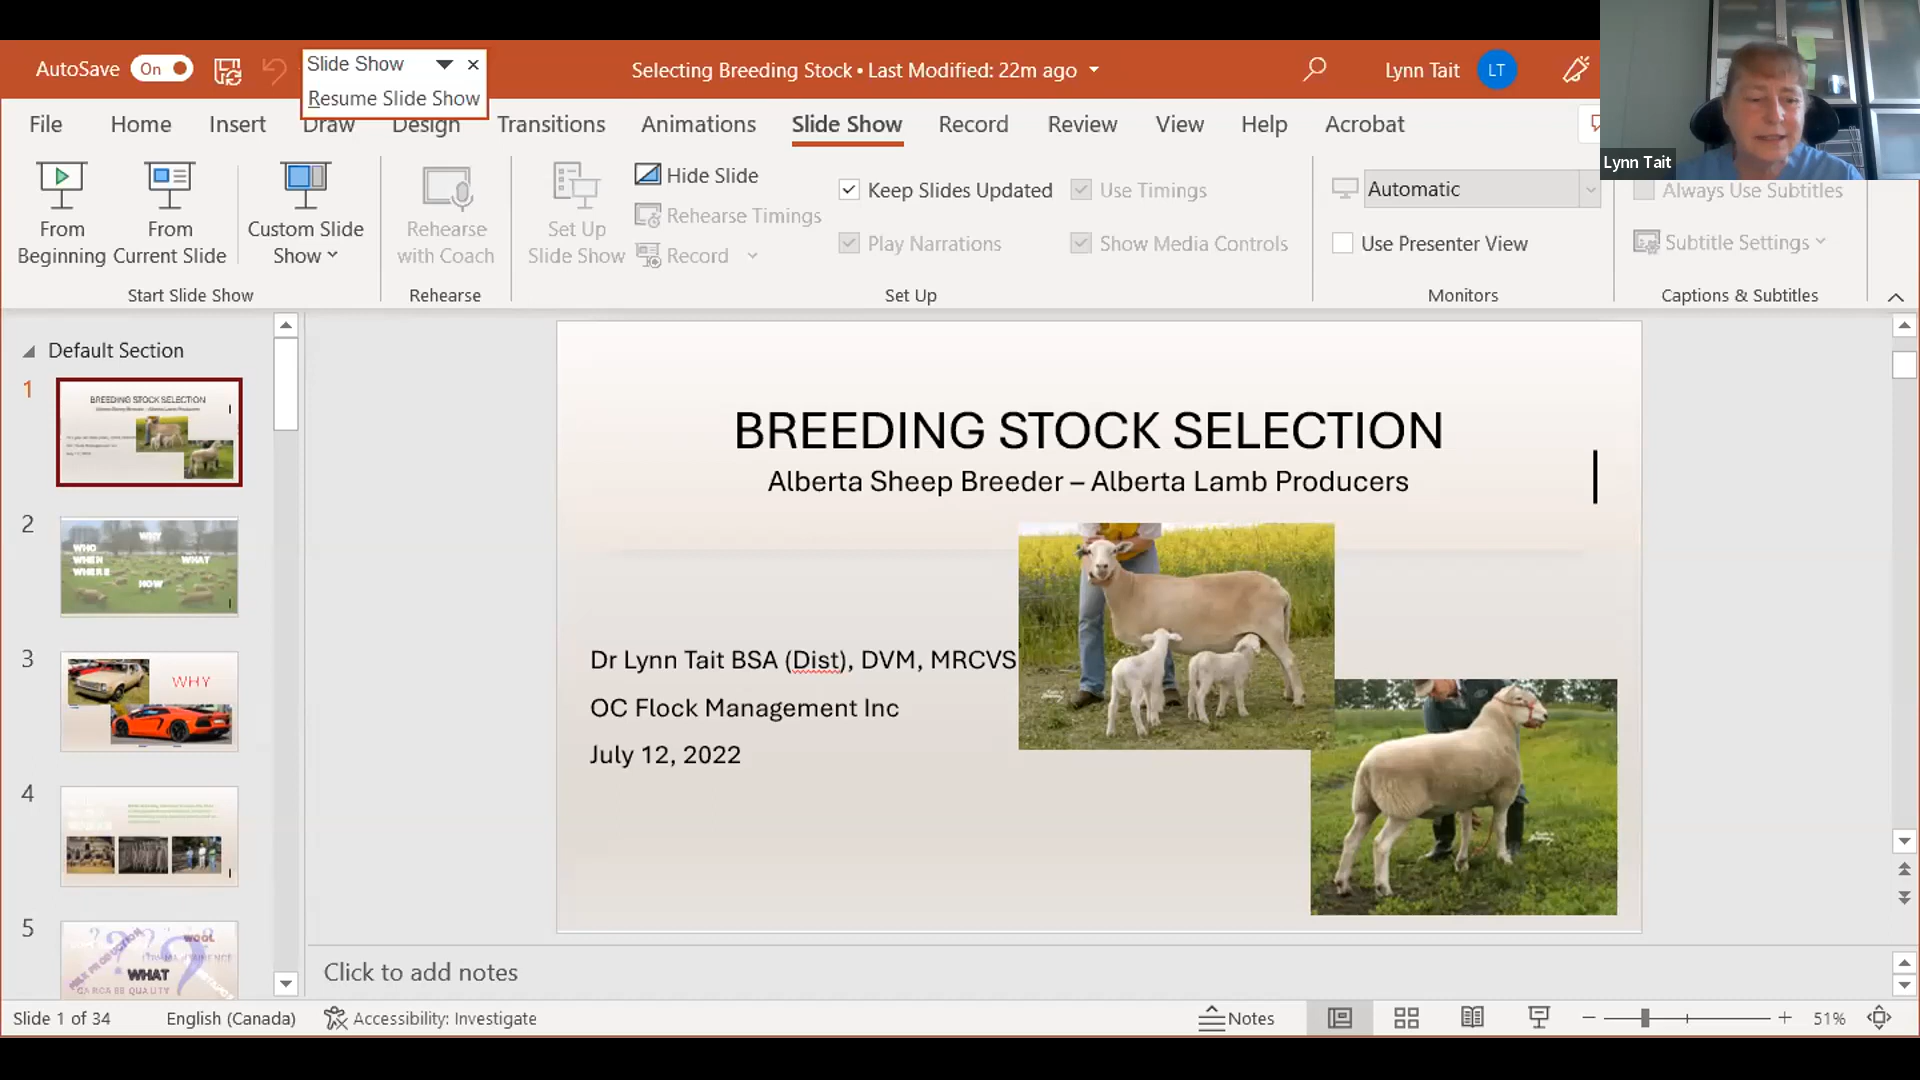 AutoSave On
Slide Show
Resume Slide Show
Selecting Breeding Stock • Last Modified: 22m ago
Lynn Tait LT
Lynn Tait
File Home Insert Draw Design Transitions Animations Slide Show Record Review View Help Acrobat
From Beginning
From Current Slide
Custom Slide Show
Start Slide Show
Rehearse with Coach
Rehearse
Set Up Slide Show
Hide Slide
Rehearse Timings
Record
Keep Slides Updated
Play Narrations
Use Timings
Show Media Controls
Set Up
Automatic
Use Presenter View
Monitors
Always Use Subtitles
Subtitle Settings
Captions & Subtitles
Default Section
1
BREEDING STOCK SELECTION
2
WHY
WHO
WHEN
WHERE
WHAT
HOW
3
WHY
4
5
WOOL
MILK PRODUCTION
WHAT
CARCASS QUALITY
BREEDING STOCK SELECTION
Alberta Sheep Breeder – Alberta Lamb Producers
Dr Lynn Tait BSA (Dist), DVM, MRCVS
OC Flock Management Inc
July 12, 2022
Click to add notes
Slide 1 of 34 English (Canada) Accessibility: Investigate Notes 51%